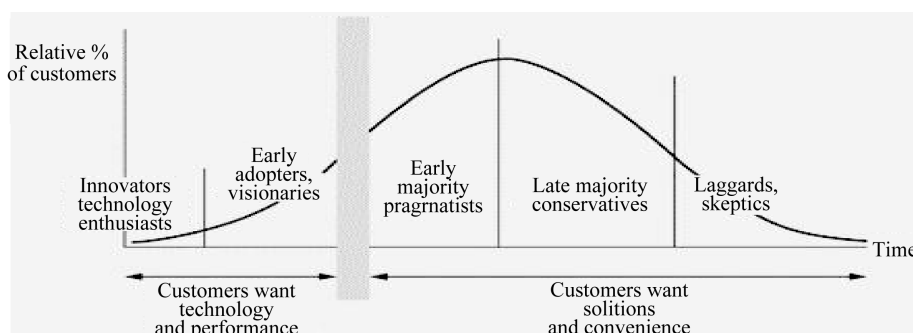 Relative %
of customers
Innovators
technology
enthusiasts
Early
adopters,
visionaries
Early
majority
pragrnatists
Late majority
conservatives
Laggards,
skeptics
Time
Customers want
technology
and performance
Customers want
solitions
and convenience